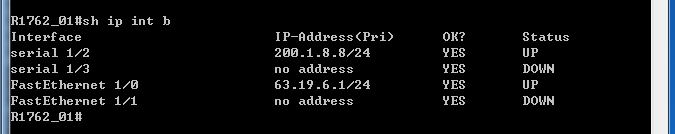 R1762_01#sh ip int b
Interface IP-Address(Pri) OK? Status
serial 1/2 200.1.8.8/24 YES UP
serial 1/3 no address YES DOWN
FastEthernet 1/0 63.19.6.1/24 YES UP
FastEthernet 1/1 no address YES DOWN
R1762_01#